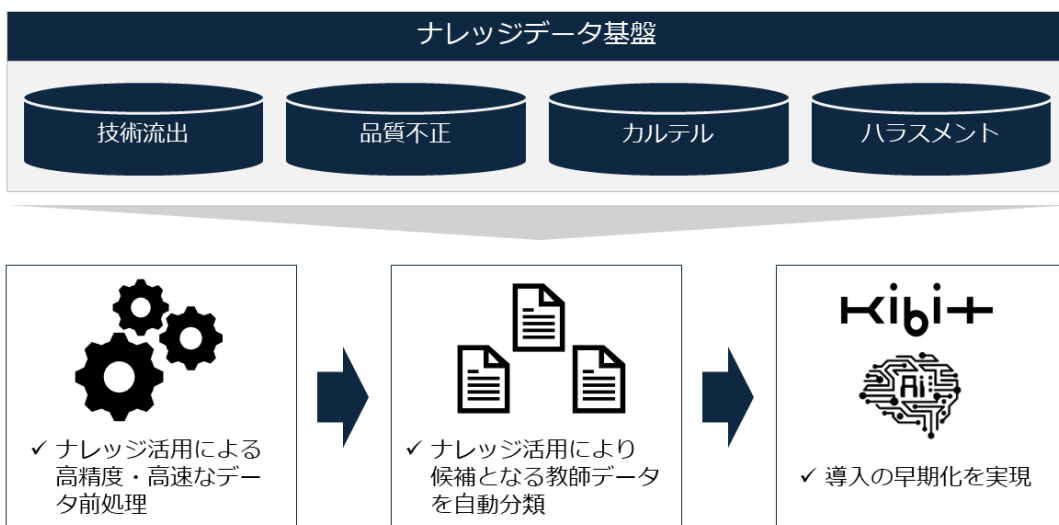 ナレッジデータ基盤
技術流出
品質不正
カルテル
ハラスメント
✓ ナレッジ活用による
高精度・高速なデー
タ前処理
✓ ナレッジ活用により
候補となる教師データ
を自動分類
kibit
Ai
✓ 導入の早期化を実現